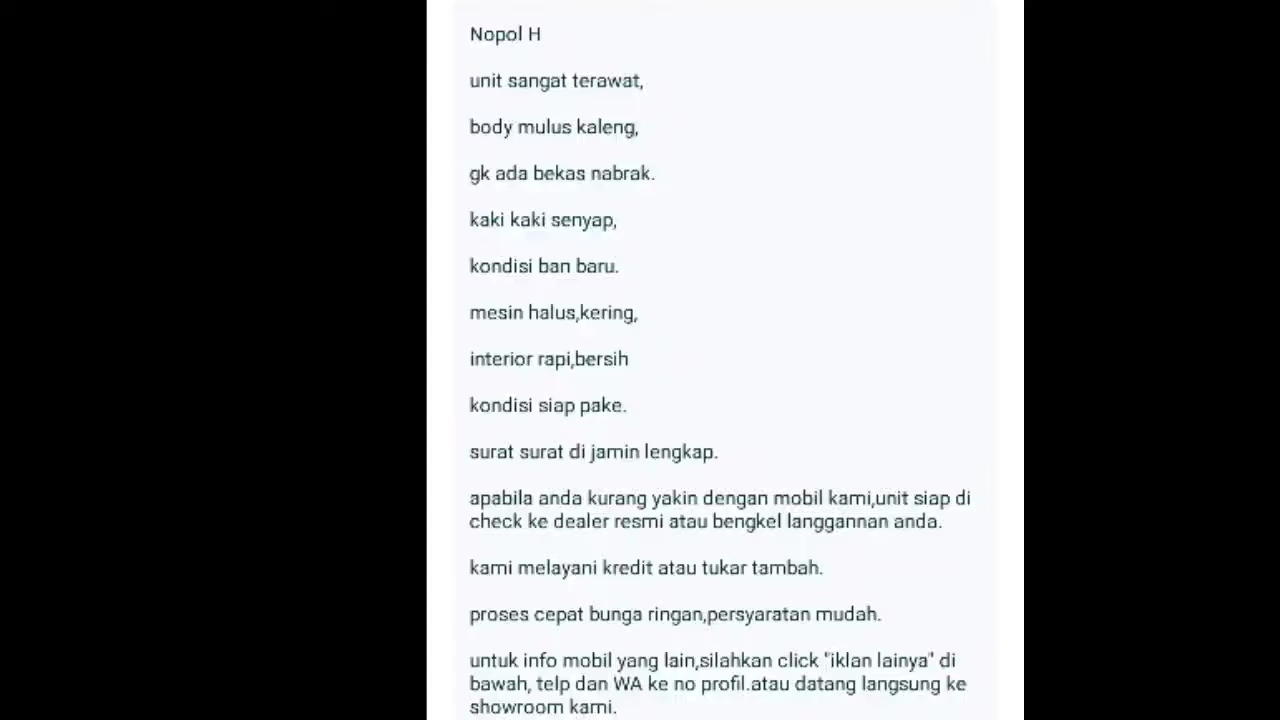 Nopol H
unit sangat terawat,
body mulus kaleng,
gk ada bekas nabrak.
kaki kaki senyap,
kondisi ban baru.
mesin halus,kering,
interior rapi,bersih
kondisi siap pake.
surat surat di jamin lengkap.
apabila anda kurang yakin dengan mobil kami,unit siap di
check ke dealer resmi atau bengkel langgannan anda.
kami melayani kredit atau tukar tambah.
proses cepat bunga ringan,persyaratan mudah.
untuk info mobil yang lain,silahkan click "iklan lainya" di
bawah, telp dan WA ke no profil.atau datang langsung ke
showroom kami.